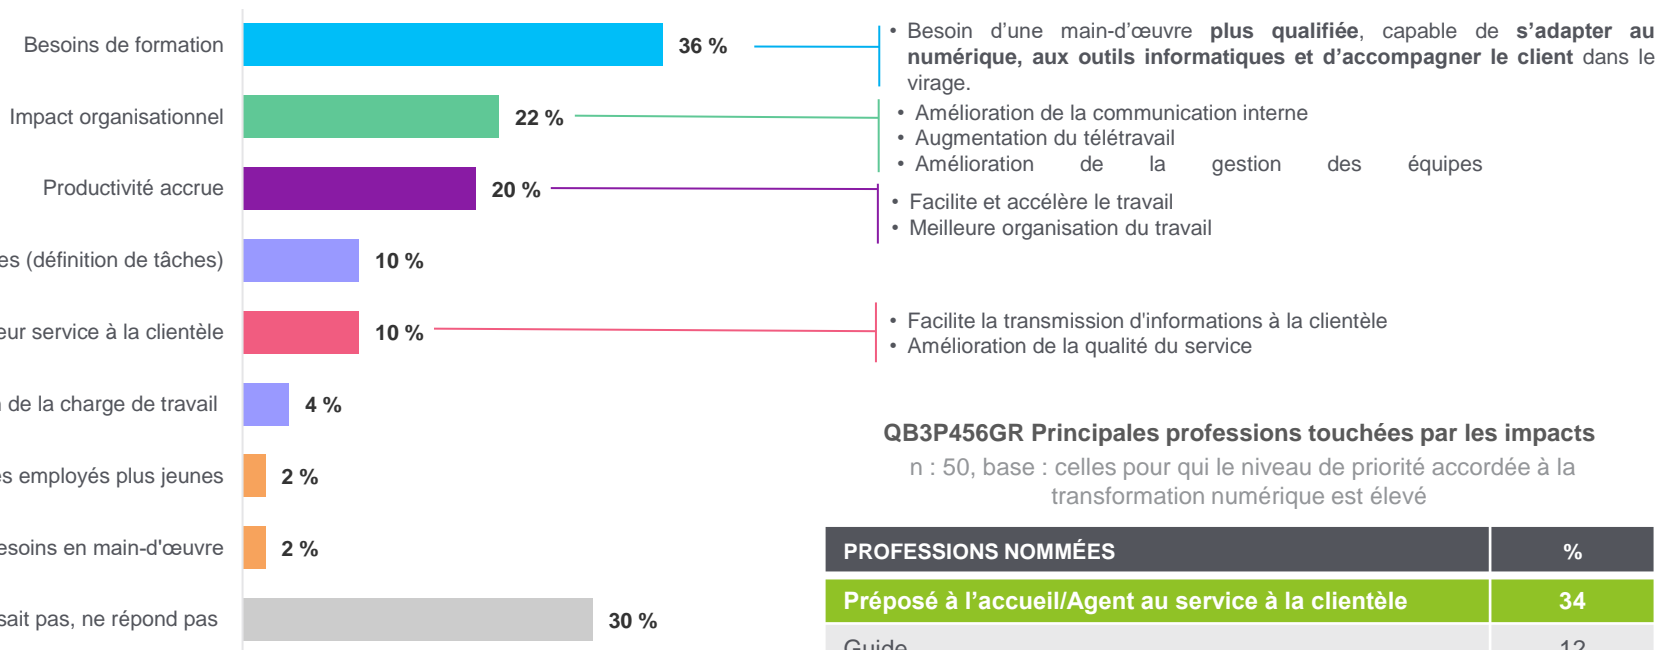 Besoins de formation
36 %
• Besoin d’une main-d’œuvre plus qualifiée, capable de s’adapter au
numérique, aux outils informatiques et d’accompagner le client dans le
virage.
Impact organisationnel
22 %
• Amélioration de la communication interne
• Augmentation du télétravail
• Amélioration de la gestion des équipes
Productivité accrue
20 %
• Facilite et accélère le travail
• Meilleure organisation du travail
(définition de tâches)
10 %
service à la clientèle
10 %
• Facilite la transmission d'informations à la clientèle
• Amélioration de la qualité du service
de la charge de travail
4 %
employés plus jeunes
2 %
en main-d'œuvre
2 %
sait pas, ne répond pas
30 %
QB3P456GR Principales professions touchées par les impacts
n : 50, base : celles pour qui le niveau de priorité accordée à la
transformation numérique est élevé
PROFESSIONS NOMMÉES %
Préposé à l’accueil/Agent au service à la clientèle 34
Guide 12